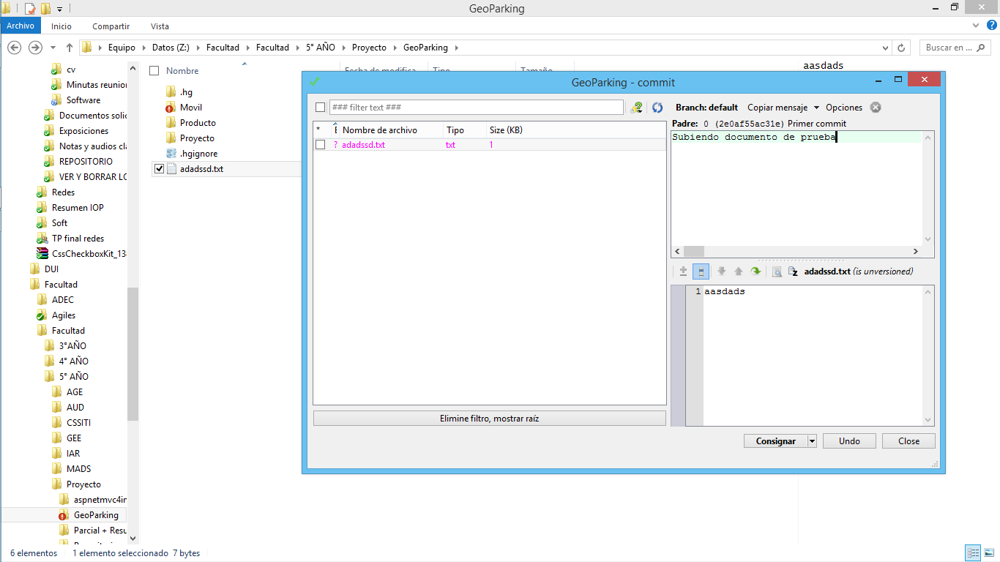 GeoParking
Archivo Inicio Compartir Vista
Equipo Datos (Z:) Facultad Facultad 5° AÑO Proyecto GeoParking
Buscar en ...
cv
Minutas reunion
Software
Documentos solic
Exposiciones
Notas y audios cla
REPOSITORIO
VER Y BORRAR LO
Redes
Resumen IOP
Soft
TP final redes
CssCheckboxKit_13
DUI
Facultad
ADEC
Agiles
Facultad
3°AÑO
4° AÑO
5° AÑO
AGE
AUD
CSSITI
GEE
IAR
MADS
Proyecto
aspnetmvc4in
GeoParking
Parcial + Resu
Nombre Fecha de modifica... Tipo Tamaño
.hg
Movil
Producto
Proyecto
.hgignore
adadssd.txt
aasdads
GeoParking - commit
### filter text ###
* E Nombre de archivo Tipo Size (KB)
? adadssd.txt txt 1
Elimine filtro, mostrar raíz
Branch: default Copiar mensaje Opciones
Padre: 0 (2e0af55ac31e) Primer commit
Subiendo documento de prueba
adadssd.txt (is unversioned)
1 aasdads
Consignar Undo Close
6 elementos 1 elemento seleccionado 7 bytes